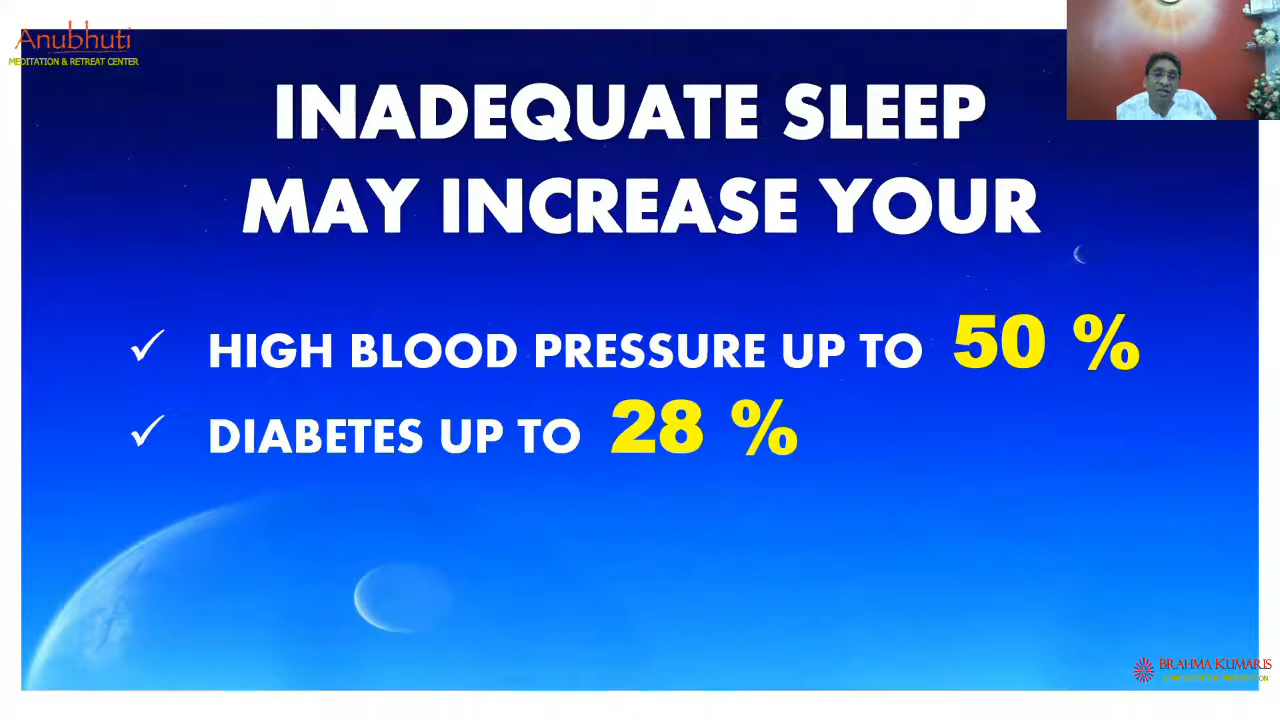 Anubhuti
MEDITATION & RETREAT CENTER
INADEQUATE SLEEP
MAY INCREASE YOUR
✓ HIGH BLOOD PRESSURE UP TO 50 %
✓ DIABETES UP TO 28 %
BRAHMA KUMARIS